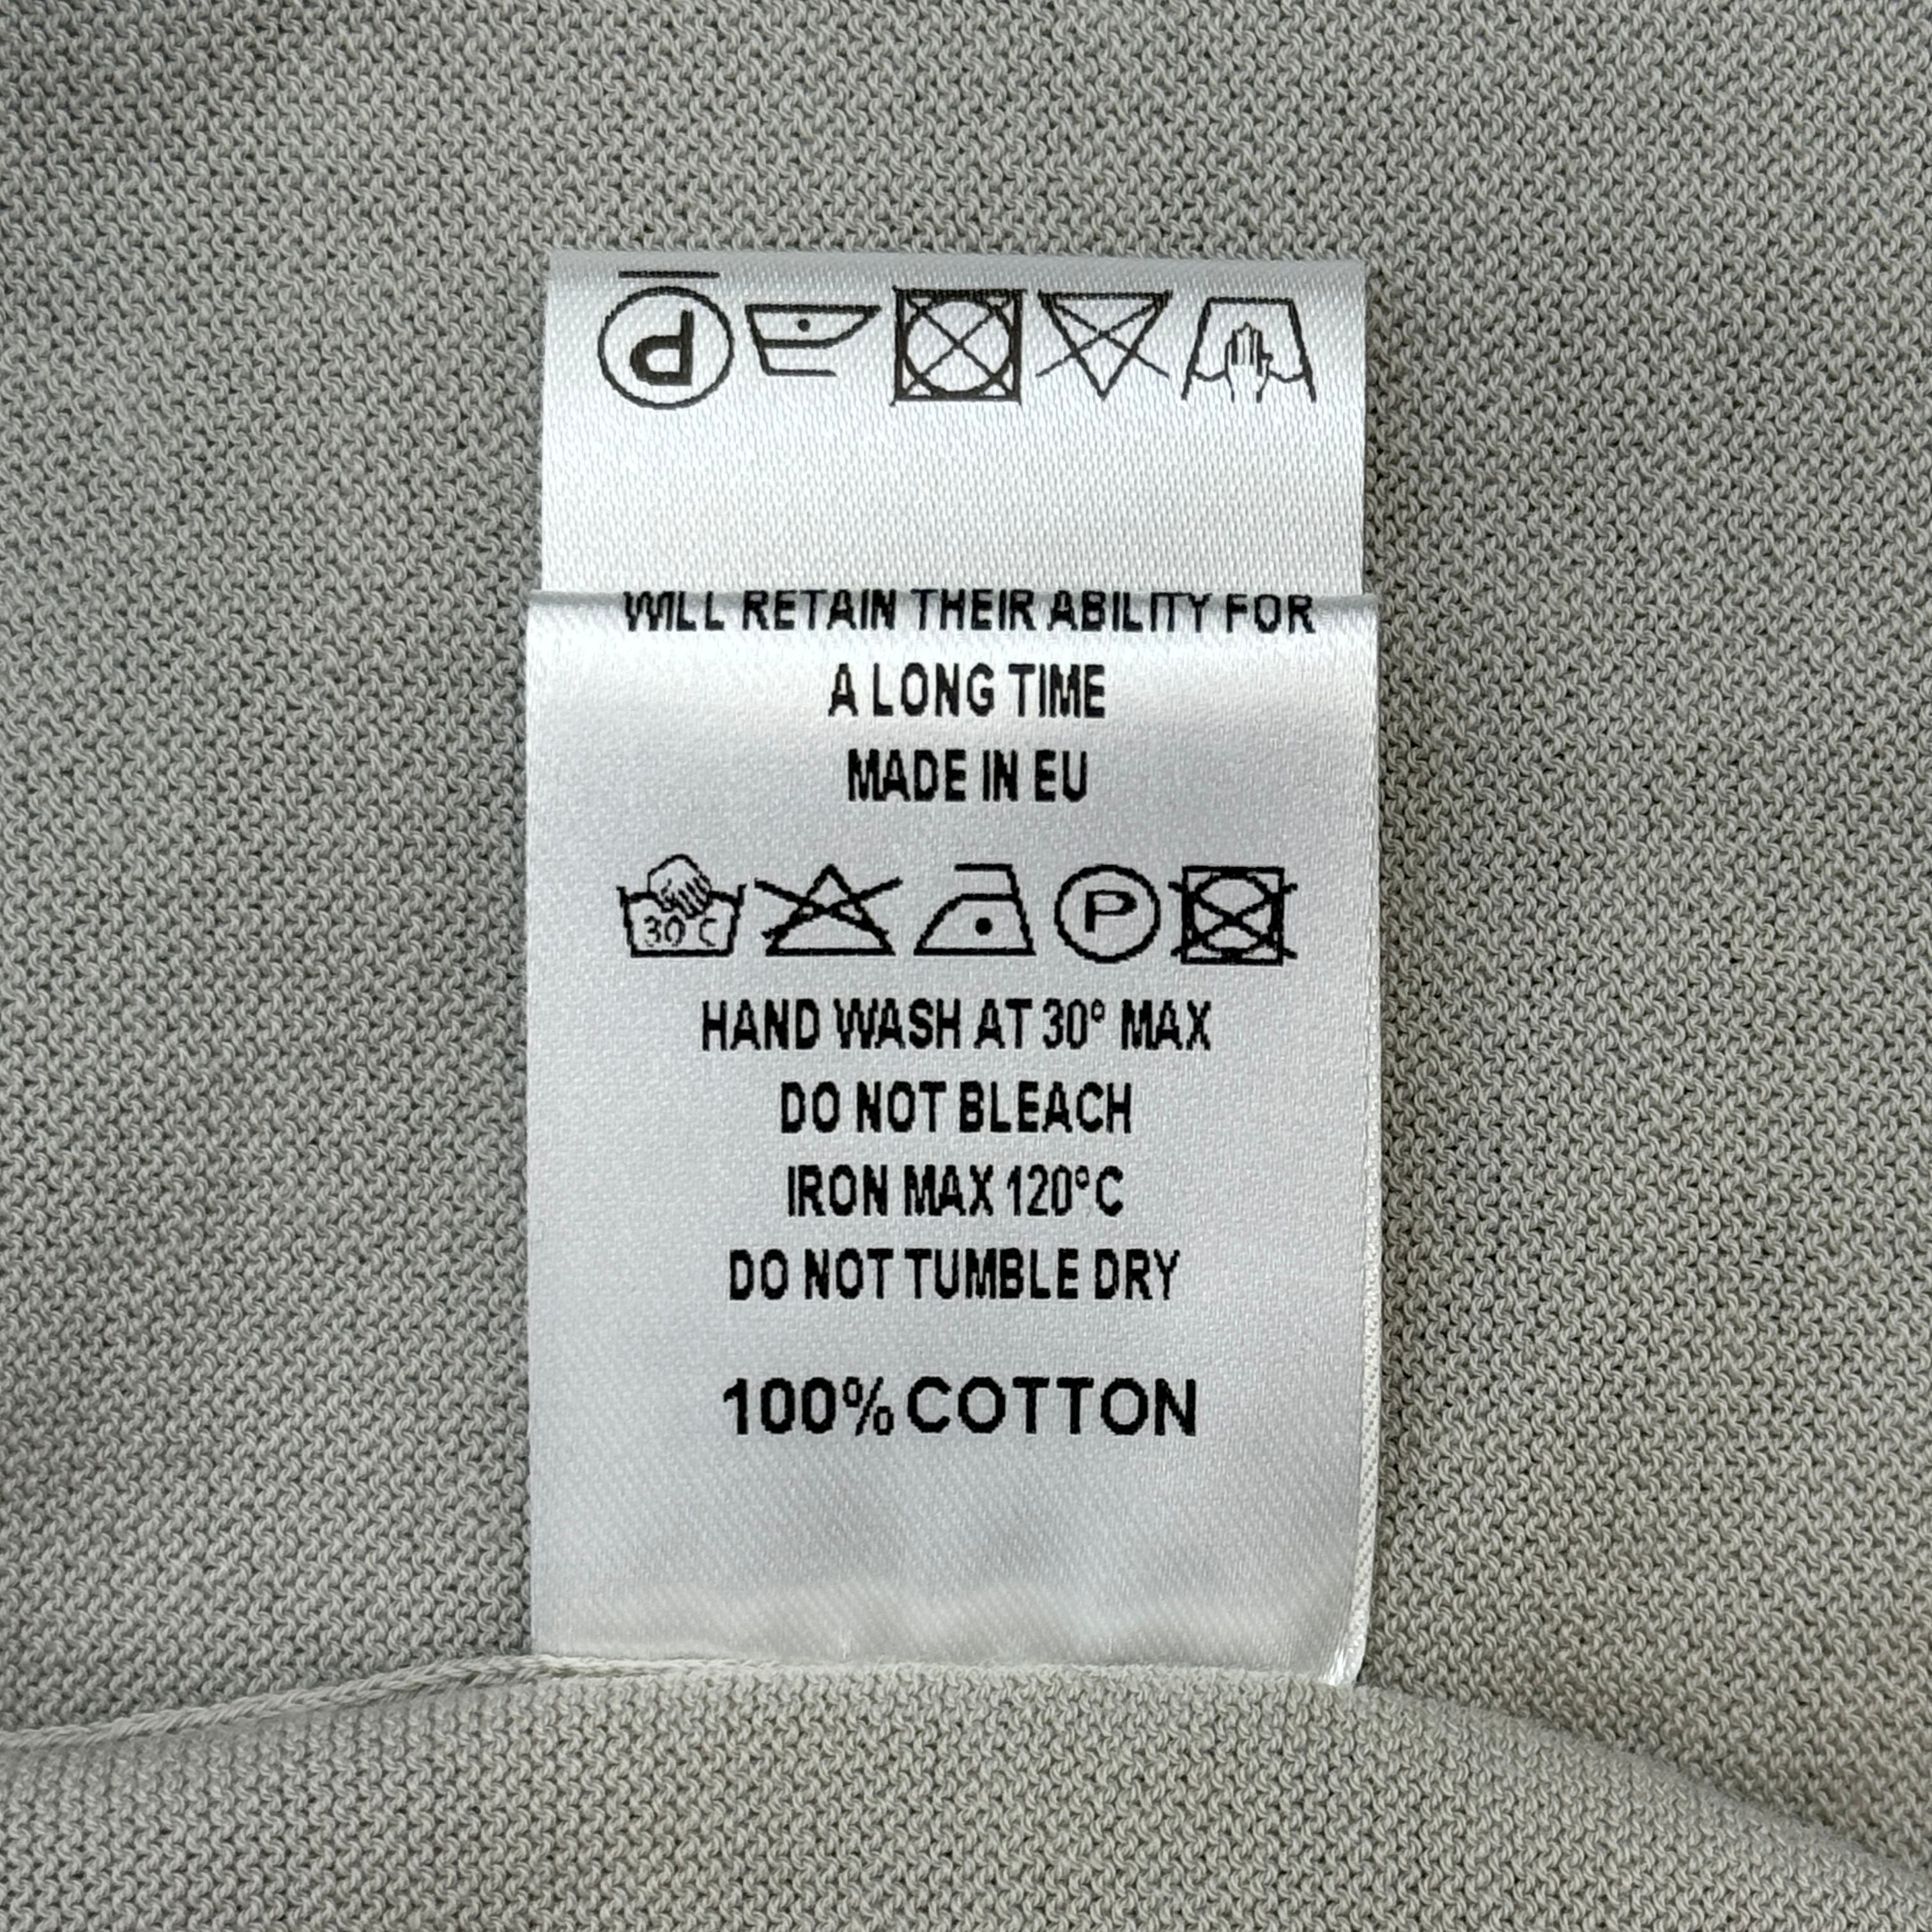 P
WILL RETAIN THEIR ABILITY FOR
A LONG TIME
MADE IN EU
30°C P
HAND WASH AT 30° MAX
DO NOT BLEACH
IRON MAX 120°C
DO NOT TUMBLE DRY
100% COTTON